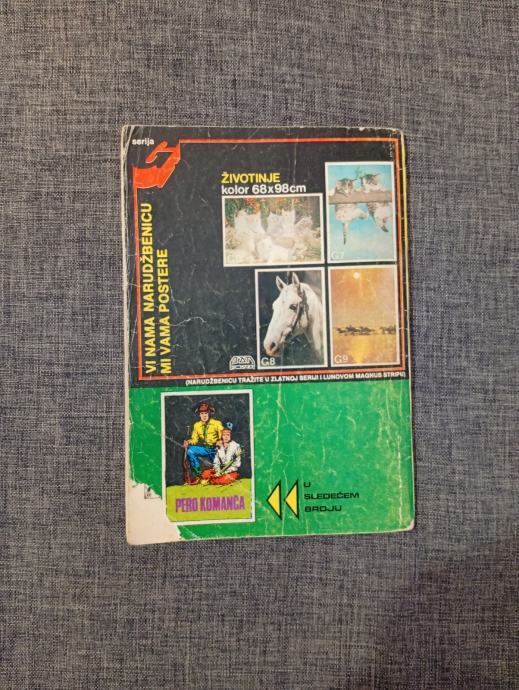 serija
G
VI NAMA NARUDŽBENICU
MI VAMA POSTERE
ŽIVOTINJE
kolor 68x98cm
G7
G8
G9
(NARUDŽBENICU TRAŽITE U ZLATNOJ SERIJI I LUNOVOM MAGNUS STRIPU)
PERO KOMANČA
U
SLEDEĆEM
BROJU